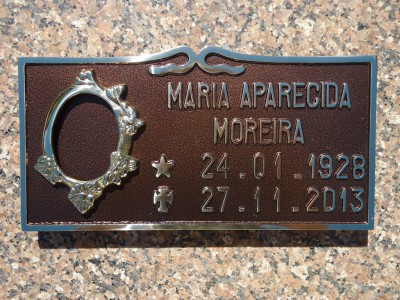 MARIA APARECIDA
MOREIRA
24.01.1928
27.11.2013